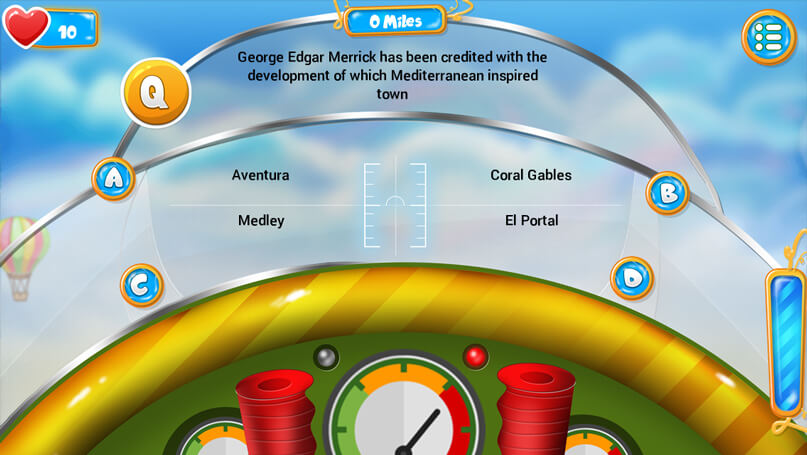 10
0 Miles
Q
George Edgar Merrick has been credited with the
development of which Mediterranean inspired
town
A
Aventura
Coral Gables
B
C
Medley
El Portal
D